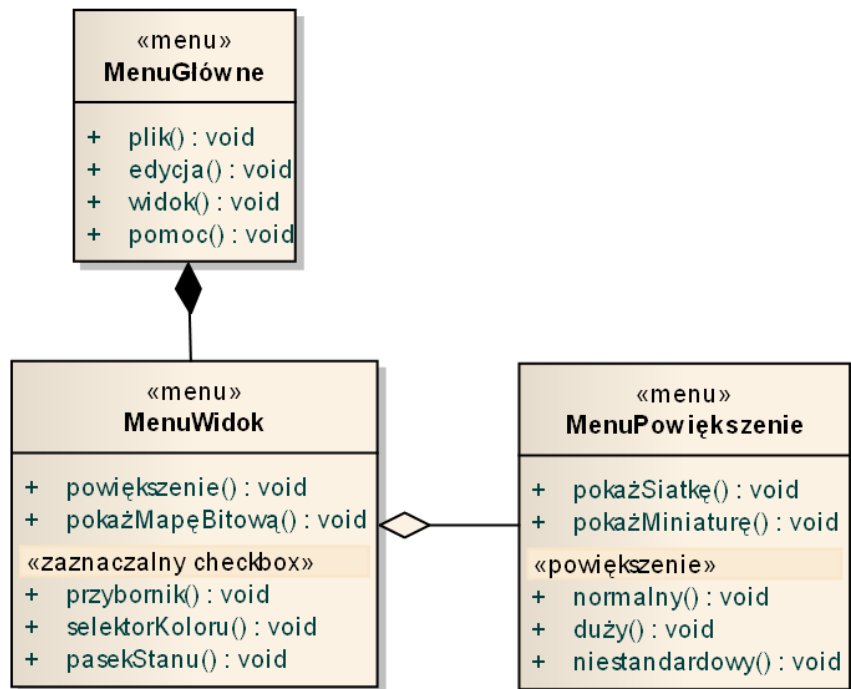 «menu»
MenuGłówne
+ plik() : void
+ edycja() : void
+ widok() : void
+ pomoc() : void
«menu»
MenuWidok
+ powiększenie() : void
+ pokażMapęBitową() : void
«zaznaczalny checkbox»
+ przybornik() : void
+ selektorKoloru() : void
+ pasekStanu() : void
«menu»
MenuPowiększenie
+ pokażSiatkę() : void
+ pokażMiniaturę() : void
«powiększenie»
+ normalny() : void
+ duży() : void
+ niestandardowy() : void